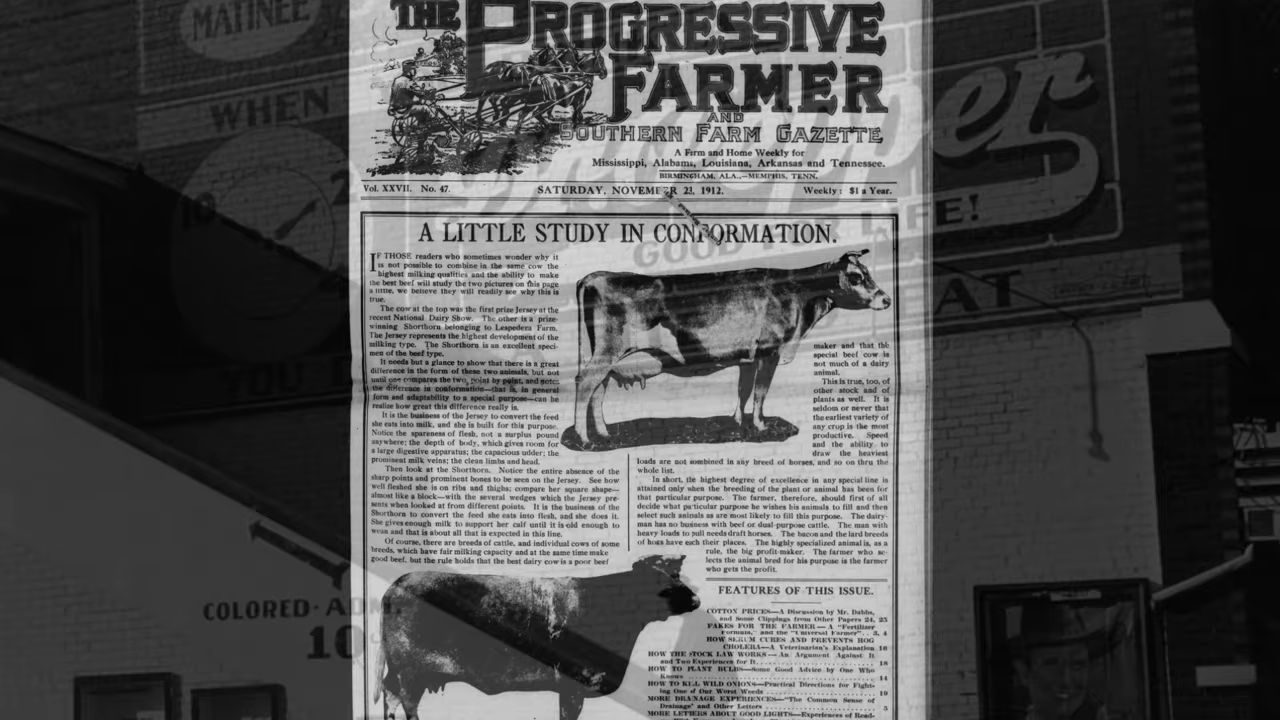 MATINEE
WHEN
10
COLORED-ADM.
10¢
THE PROGRESSIVE
FARMER
AND
SOUTHERN FARM GAZETTE
A Farm and Home Weekly for
Mississippi, Alabama, Louisiana, Arkansas and Tennessee.
BIRMINGHAM, ALA.,—MEMPHIS, TENN.
Vol. XXVII. No. 47.
SATURDAY, NOVEMBER 23, 1912.
Weekly: $1 a Year.
A LITTLE STUDY IN CONFORMATION.
IF THOSE readers who sometimes wonder why it
is not possible to combine in the same cow the
highest milking qualities and the ability to make
the best beef will study the two pictures on this page
a little, we believe they will readily see why this is
true.
The cow at the top was the first prize Jersey at the
recent National Dairy Show. The other is a prize-
winning Shorthorn belonging to Lespedeza Farm.
The Jersey represents the highest development of the
milking type. The Shorthorn is an excellent speci-
men of the beef type.
It needs but a glance to show that there is a great
difference in the form of these two animals, but not
until one compares the two, point by point, and notes
the difference in conformation—that is, in general
form and adaptability to a special purpose—can he
realize how great this difference really is.
It is the business of the Jersey to convert the feed
she eats into milk, and she is built for this purpose.
Notice the spareness of flesh, not a surplus pound
anywhere; the depth of body, which gives room for
a large digestive apparatus; the capacious udder; the
prominent milk veins; the clean limbs and head.
Then look at the Shorthorn. Notice the entire absence of the
sharp points and prominent bones to be seen on the Jersey. See how
well fleshed she is on ribs and thighs; compare her square shape—
almost like a block—with the several wedges which the Jersey pre-
sents when looked at from different points. It is the business of the
Shorthorn to convert the feed she eats into flesh, and she does it.
She gives enough milk to support her calf until it is old enough to
wean and that is about all that is expected in this line.
Of course, there are breeds of cattle, and individual cows of some
breeds, which have fair milking capacity and at the same time make
good beef, but the rule holds that the best dairy cow is a poor beef
maker and that the
special beef cow is
not much of a dairy
animal.
This is true, too, of
other stock and of
plants as well. It is
seldom or never that
the earliest variety of
any crop is the most
productive. Speed
and the ability to
draw the heaviest
loads are not combined in any breed of horses, and so on thru the
whole list.
In short, the highest degree of excellence in any special line is
attained only when the breeding of the plant or animal has been for
that particular purpose. The farmer, therefore, should first of all
decide what particular purpose he wishes his animals to fill and then
select such animals as are most likely to fill this purpose. The dairy-
man has no business with beef or dual-purpose cattle. The man with
heavy loads to pull needs draft horses. The bacon and the lard breeds
of hogs have each their places. The highly specialized animal is, as a
rule, the big profit-maker. The farmer who se-
lects the animal bred for his purpose is the farmer
who gets the profit.
FEATURES OF THIS ISSUE.
COTTON PRICES—A Discussion by Mr. Dabbs,
and Some Clippings from Other Papers 24, 25
FAKES FOR THE FARMER—A "Fertilizer
Formula," and the "Universal Farmer".. 3, 4
HOW SERUM CURES AND PREVENTS HOG
CHOLERA—A Veterinarian's Explanation 16
HOW THE STOCK LAW WORKS—An Argument Against It
and Two Experiences for It 18
HOW TO PLANT BULBS—Some Good Advice by One Who
Knows 14
HOW TO KILL WILD ONIONS—Practical Directions for Fight-
ing One of Our Worst Weeds 19
MORE DRAINAGE EXPERIENCES—"The Common Sense of
Drainage" and Other Letters 5
MORE LETTERS ABOUT GOOD LIGHTS—Experiences of Read-
er
GOOD FOR LIFE!
AT